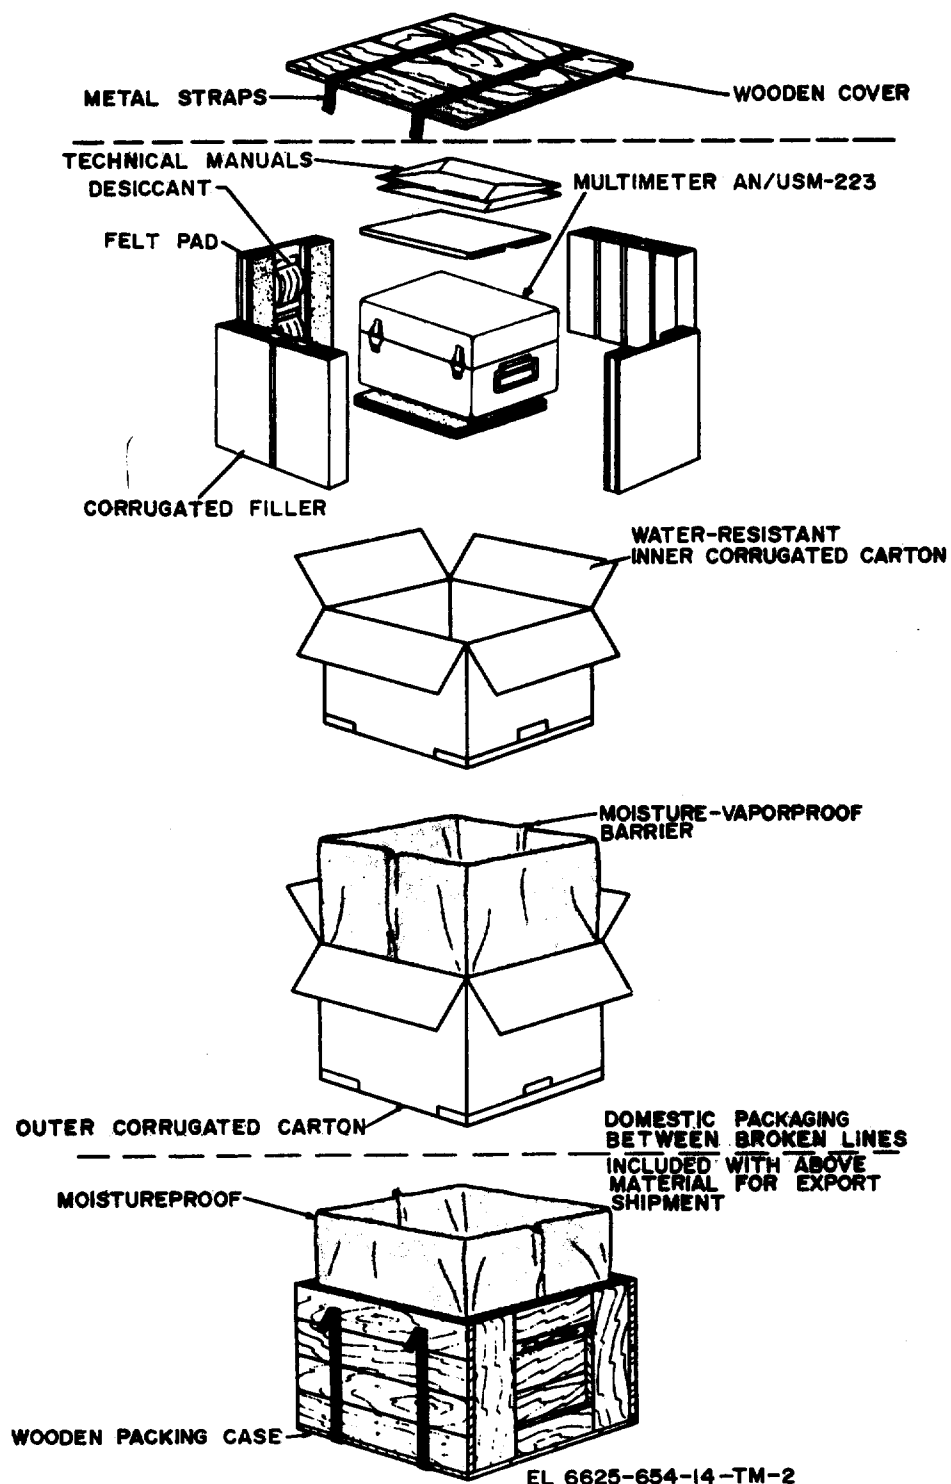 METAL STRAPS
WOODEN COVER
TECHNICAL MANUALS
DESICCANT
MULTIMETER AN/USM-223
FELT PAD
CORRUGATED FILLER
WATER-RESISTANT
INNER CORRUGATED CARTON
MOISTURE-VAPORPROOF
BARRIER
OUTER CORRUGATED CARTON
DOMESTIC PACKAGING
BETWEEN BROKEN LINES
INCLUDED WITH ABOVE
MATERIAL FOR EXPORT
SHIPMENT
MOISTUREPROOF
WOODEN PACKING CASE
EL 6625-654-14-TM-2